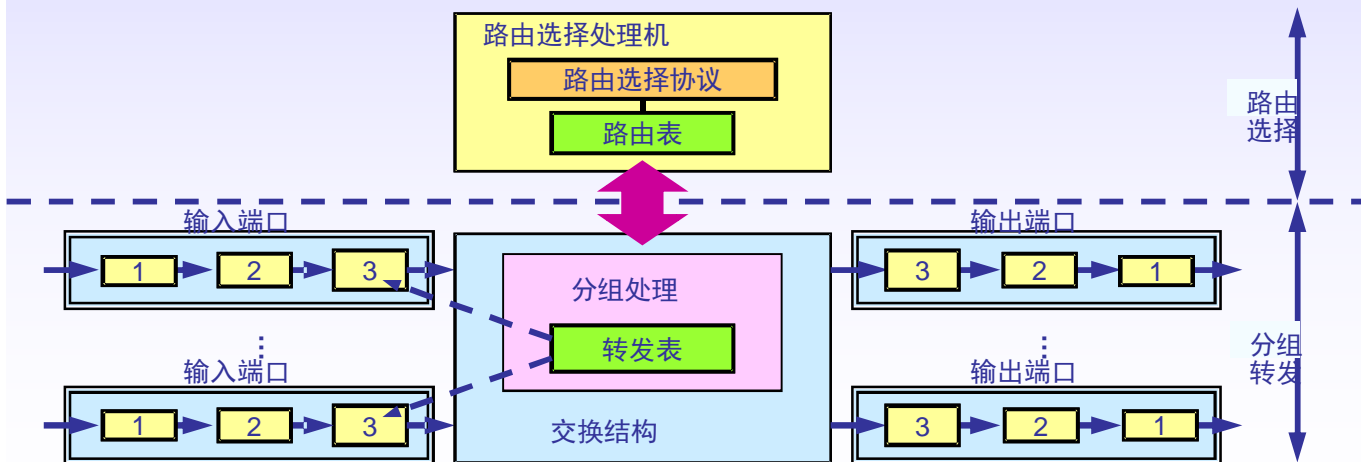 路由选择处理机
路由选择协议
路由表
路由
选择
输入端口
输出端口
1
2
3
3
2
1
分组处理
转发表
…
…
分组
转发
输入端口
输出端口
1
2
3
交换结构
3
2
1